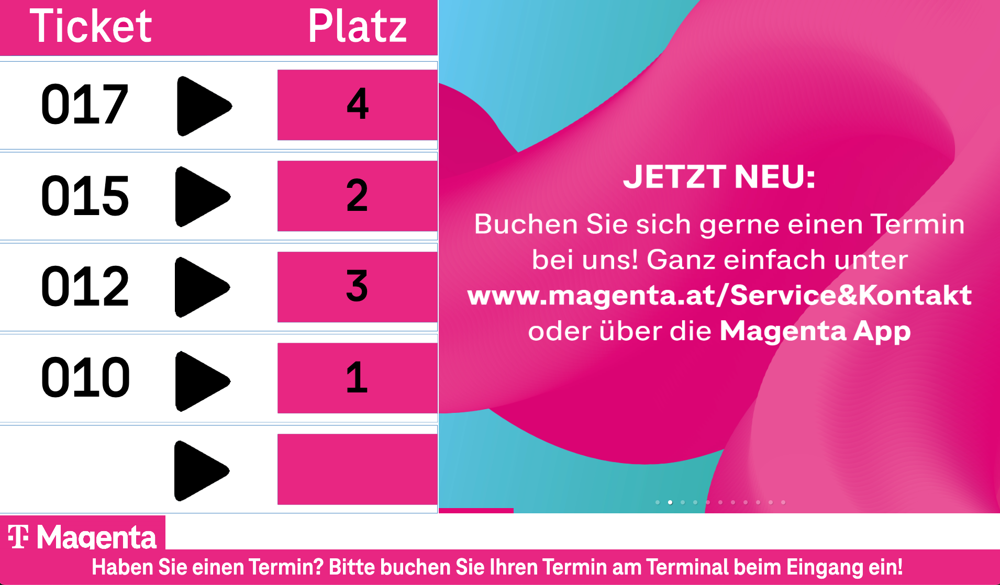 Ticket Platz
017 4
015 2
012 3
010 1
JETZT NEU:
Buchen Sie sich gerne einen Termin
bei uns! Ganz einfach unter
www.magenta.at/Service&Kontakt
oder über die Magenta App
T Magenta
Haben Sie einen Termin? Bitte buchen Sie Ihren Termin am Terminal beim Eingang ein!